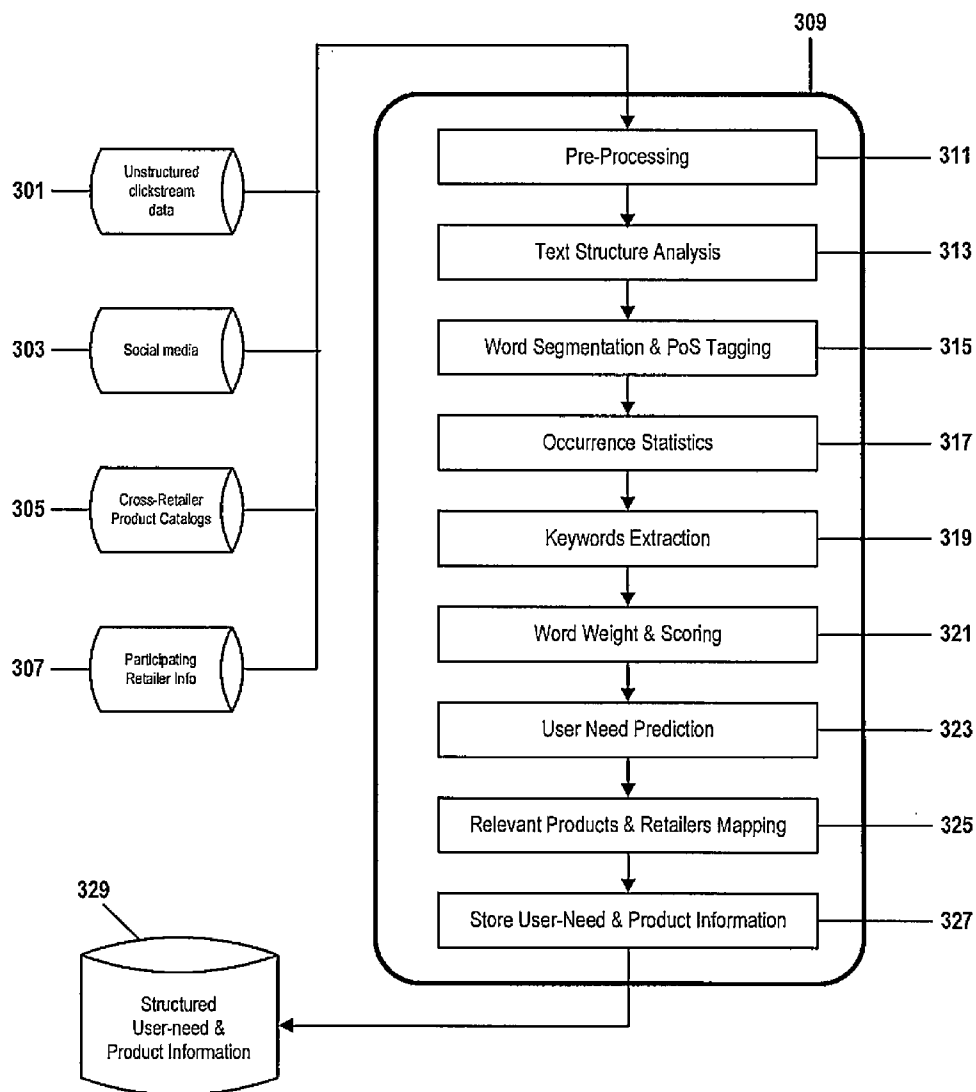 309
301
Unstructured
clickstream
data
303
Social media
305
Cross-Retailer
Product Catalogs
307
Participating
Retailer Info
Pre-Processing
311
Text Structure Analysis
313
Word Segmentation & PoS Tagging
315
Occurrence Statistics
317
Keywords Extraction
319
Word Weight & Scoring
321
User Need Prediction
323
Relevant Products & Retailers Mapping
325
Store User-Need & Product Information
327
329
Structured
User-need &
Product Information